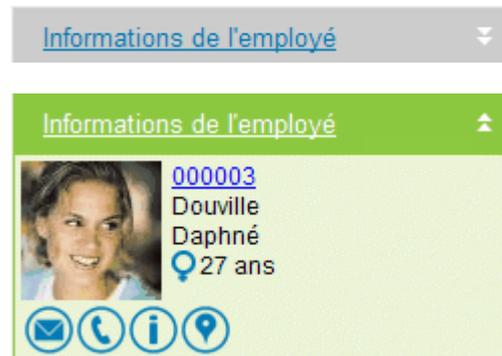 Informations de l'employé
Informations de l'employé
000003
Douville
Daphné
27 ans